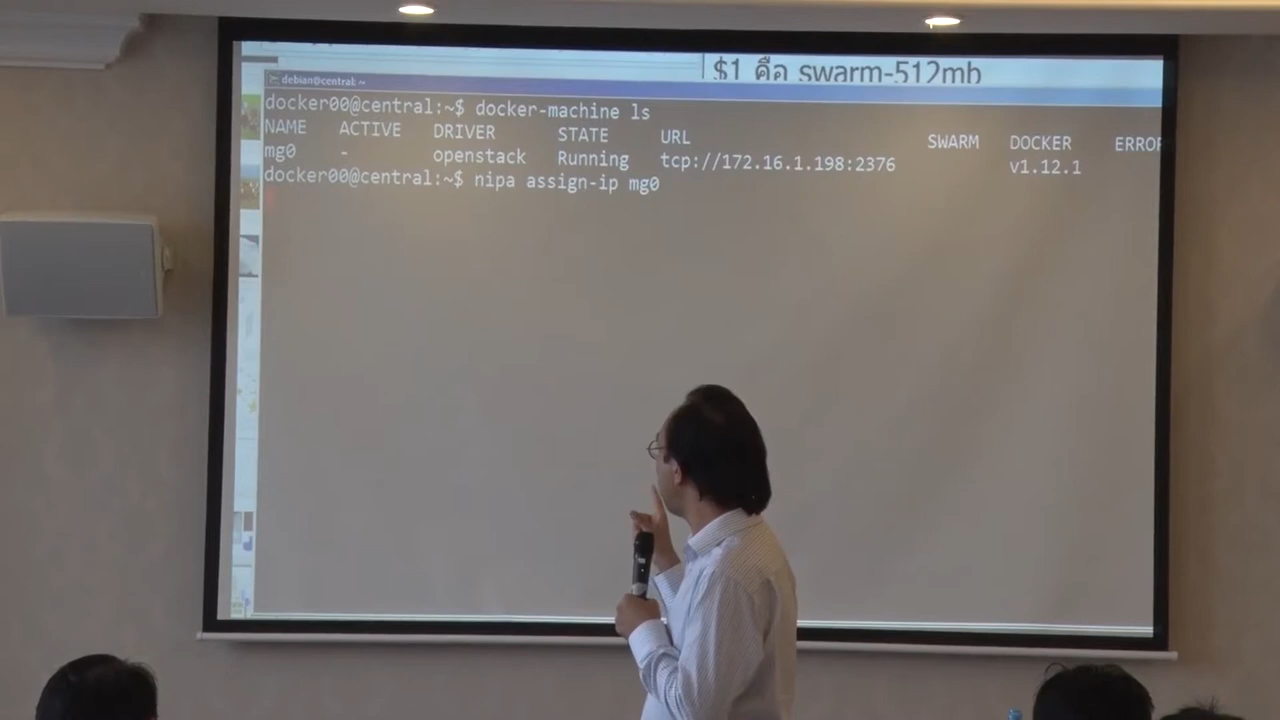 $1 คือ swarm-512mb
debian@central: ~
docker00@central:~$ docker-machine ls
NAME ACTIVE DRIVER STATE URL SWARM DOCKER ERROR
mg0 - openstack Running tcp://172.16.1.198:2376 v1.12.1
docker00@central:~$ nipa assign-ip mg0